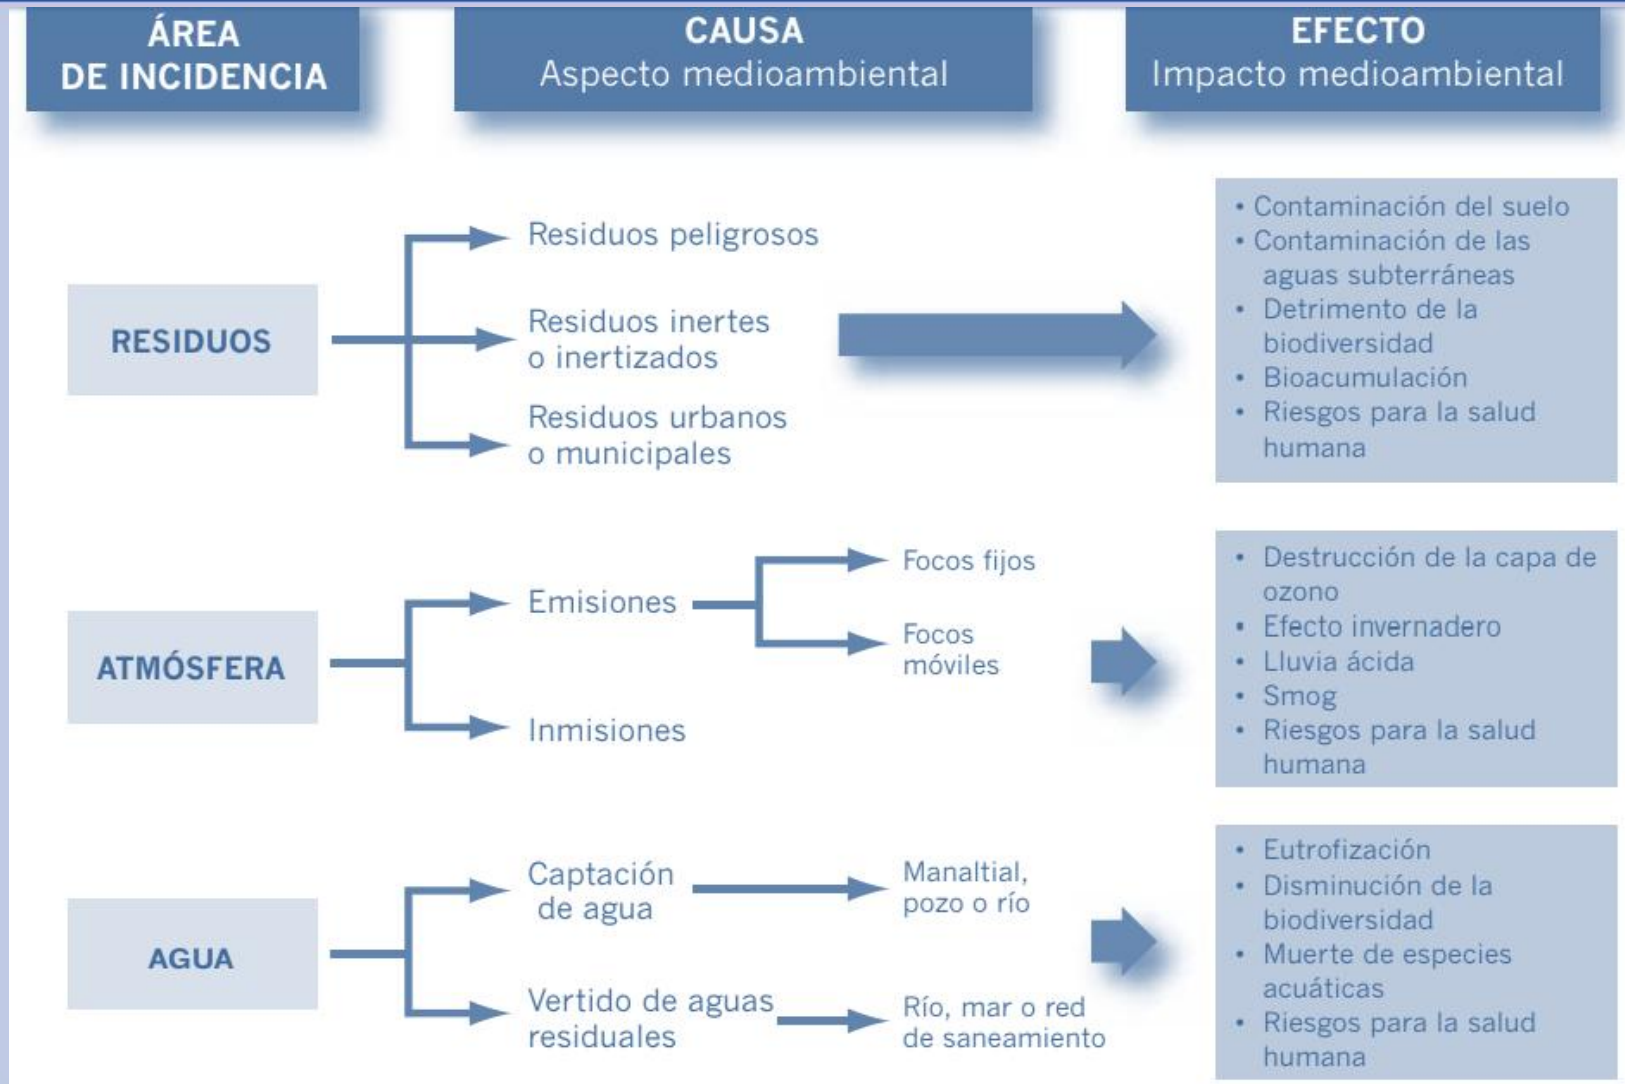 ÁREA
DE INCIDENCIA
CAUSA
Aspecto medioambiental
EFECTO
Impacto medioambiental
RESIDUOS
Residuos peligrosos
Residuos inertes
o inertizados
Residuos urbanos
o municipales
• Contaminación del suelo
• Contaminación de las
aguas subterráneas
• Detrimento de la
biodiversidad
• Bioacumulación
• Riesgos para la salud
humana
ATMÓSFERA
Emisiones
Focos fijos
Focos
móviles
Inmisiones
• Destrucción de la capa de
ozono
• Efecto invernadero
• Lluvia ácida
• Smog
• Riesgos para la salud
humana
AGUA
Captación
de agua
Manaltial,
pozo o río
Vertido de aguas
residuales
Río, mar o red
de saneamiento
• Eutrofización
• Disminución de la
biodiversidad
• Muerte de especies
acuáticas
• Riesgos para la salud
humana